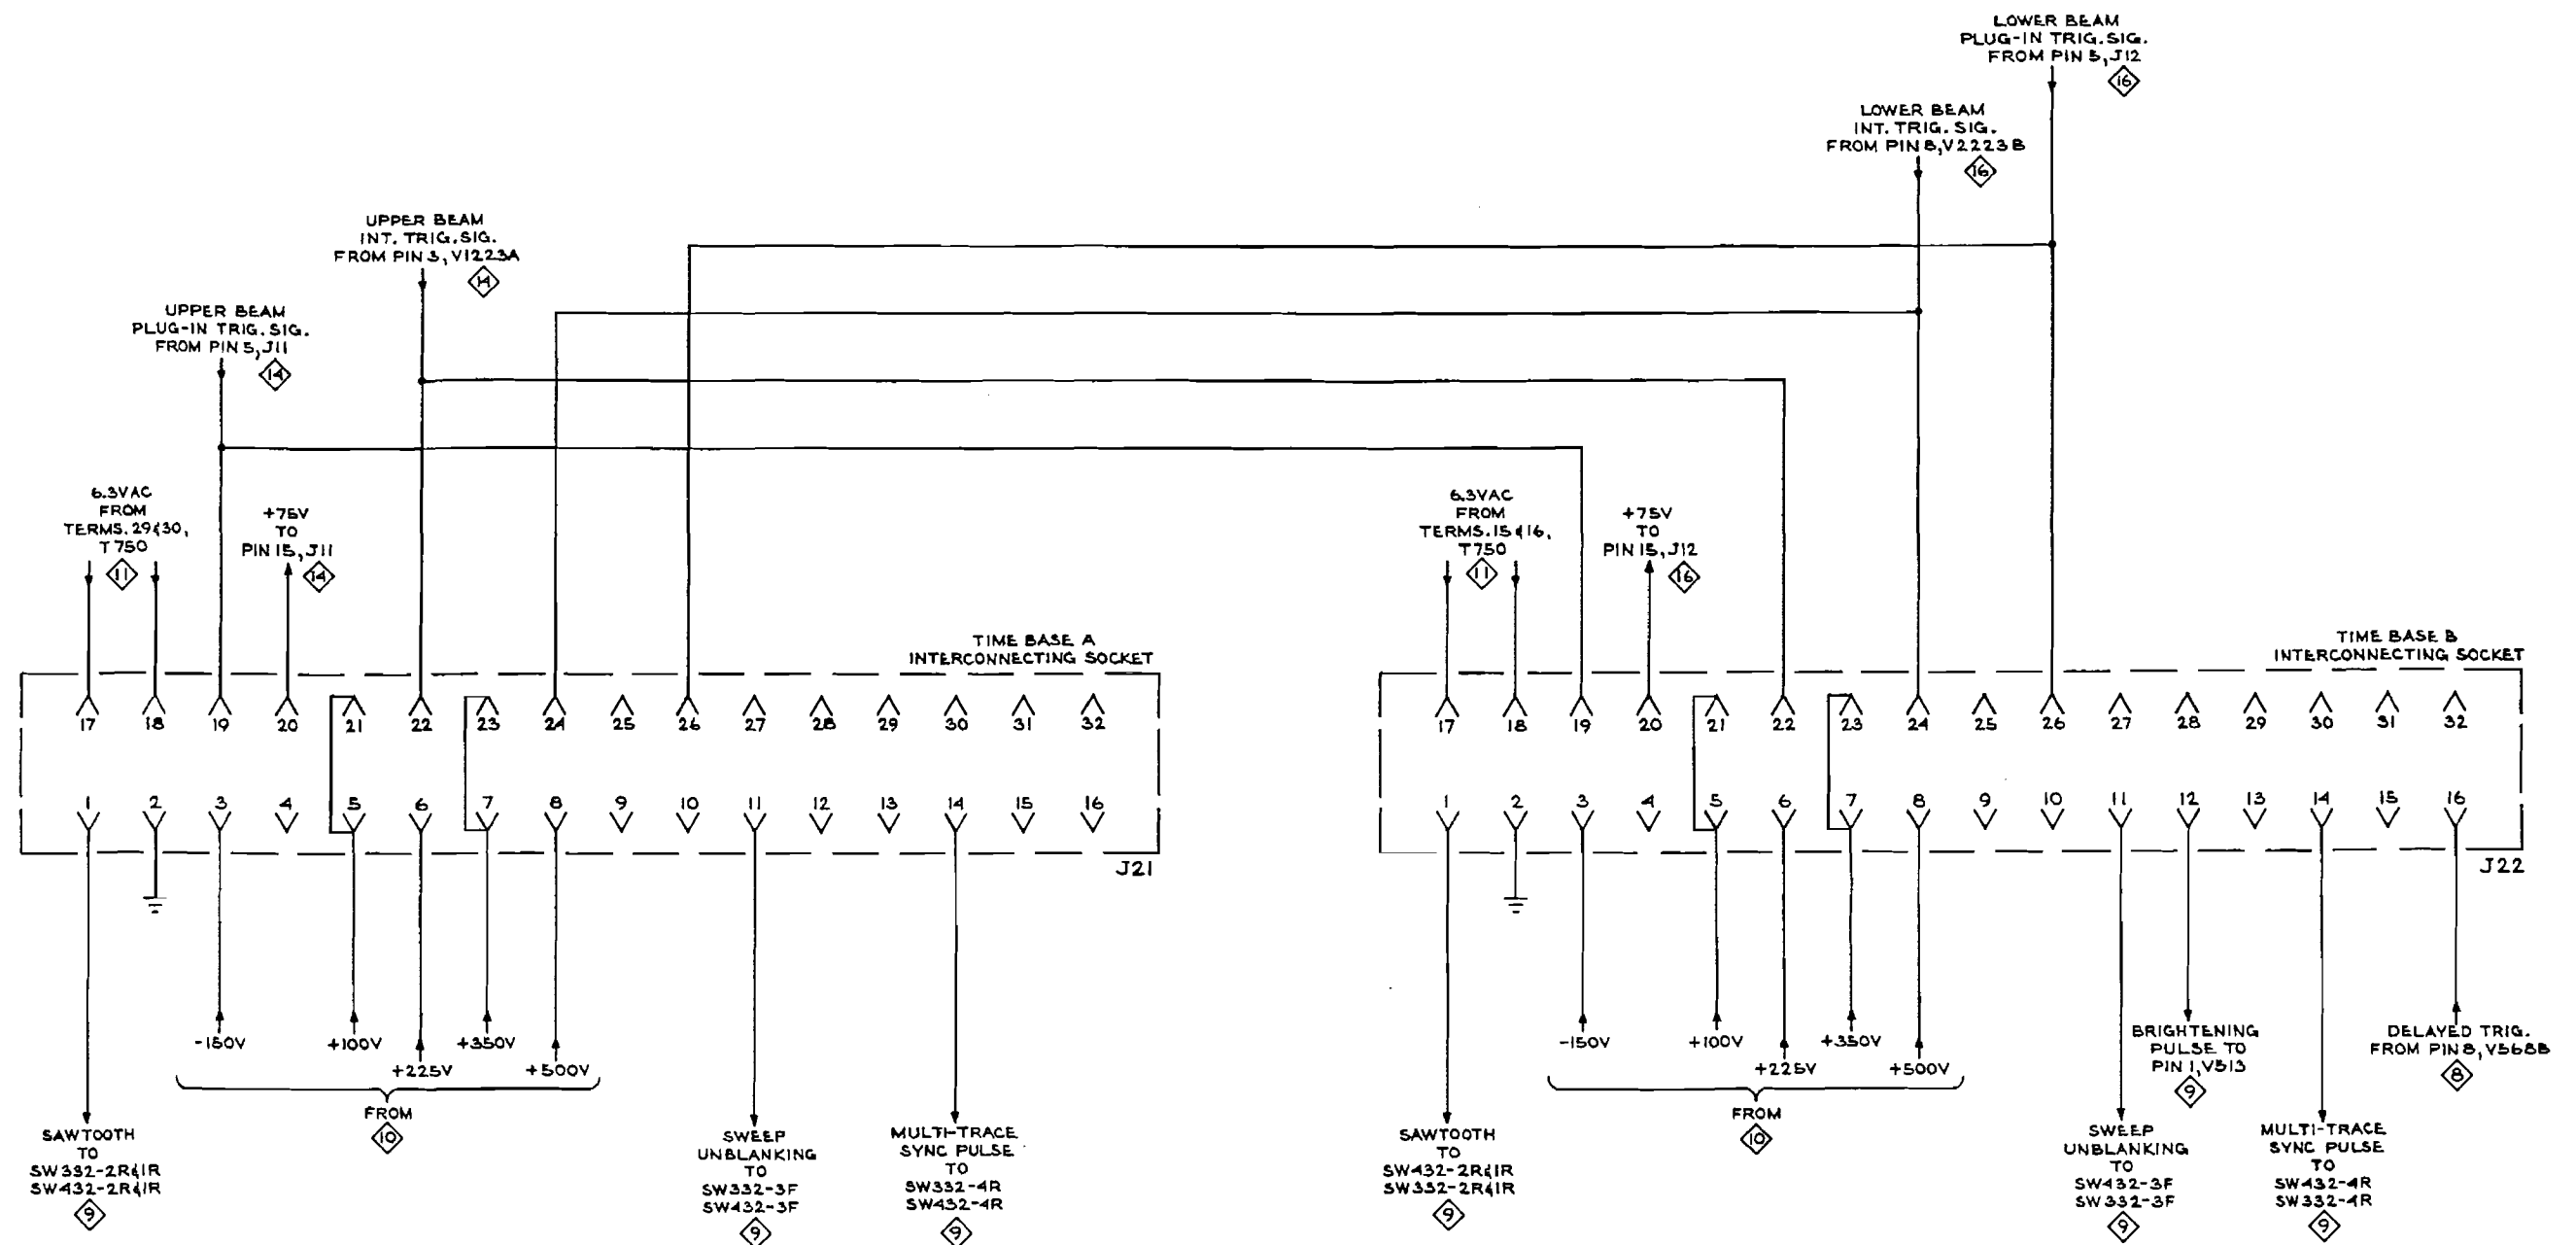 LOWER BEAM
PLUG-IN TRIG. SIG.
FROM PIN 5, J12
16
LOWER BEAM
INT. TRIG. SIG.
FROM PIN 8, V2223B
16
UPPER BEAM
INT. TRIG. SIG.
FROM PIN 3, V1223A
14
UPPER BEAM
PLUG-IN TRIG. SIG.
FROM PIN 5, J11
14
6.3VAC
FROM
TERMS. 29&30,
T750
11
+75V
TO
PIN 15, J11
14
6.3VAC
FROM
TERMS. 15&16,
T750
11
+75V
TO
PIN 15, J12
16
TIME BASE A
INTERCONNECTING SOCKET
17 18 19 20 21 22 23 24 25 26 27 28 29 30 31 32
1 2 3 4 5 6 7 8 9 10 11 12 13 14 15 16
J21
TIME BASE B
INTERCONNECTING SOCKET
17 18 19 20 21 22 23 24 25 26 27 28 29 30 31 32
1 2 3 4 5 6 7 8 9 10 11 12 13 14 15 16
J22
-150V
+100V
+225V
+350V
+500V
FROM
10
SAWTOOTH
TO
SW332-2R&1R
SW432-2R&1R
9
SWEEP
UNBLANKING
TO
SW332-3F
SW432-3F
9
MULTI-TRACE
SYNC PULSE
TO
SW332-4R
SW432-4R
9
-150V
+100V
+225V
+350V
+500V
FROM
10
SAWTOOTH
TO
SW432-2R&1R
SW332-2R&1R
9
SWEEP
UNBLANKING
TO
SW432-3F
SW332-3F
9
BRIGHTENING
PULSE TO
PIN 1, V513
9
MULTI-TRACE
SYNC PULSE
TO
SW432-4R
SW332-4R
9
DELAYED TRIG.
FROM PIN 8, V568B
8